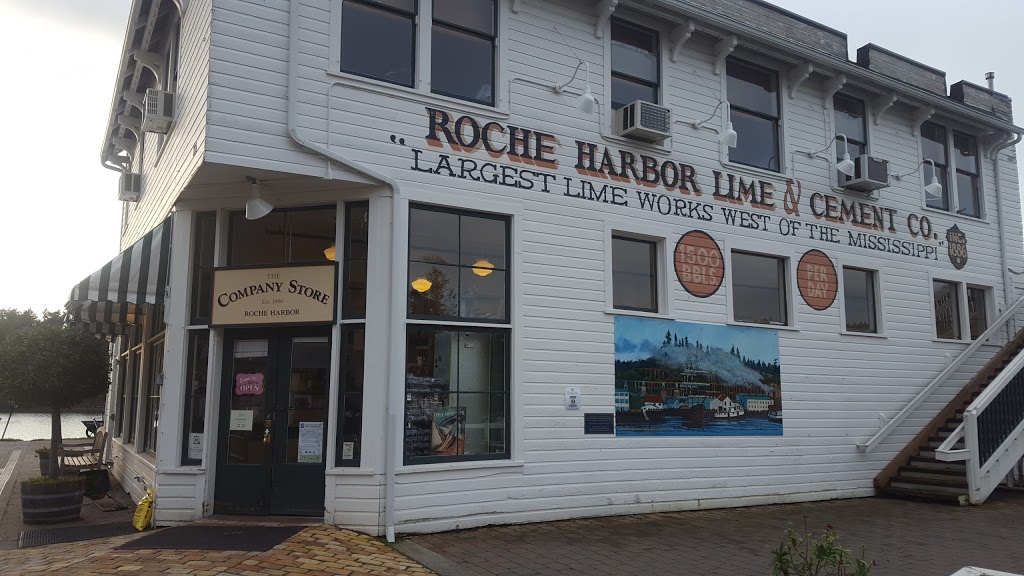 ROCHE HARBOR LIME & CEMENT CO.
"LARGEST LIME WORKS WEST OF THE MISSISSIPPI"
1500
BBLS
PER
DAY
THE
COMPANY STORE
Est. 1886
ROCHE HARBOR
OPEN